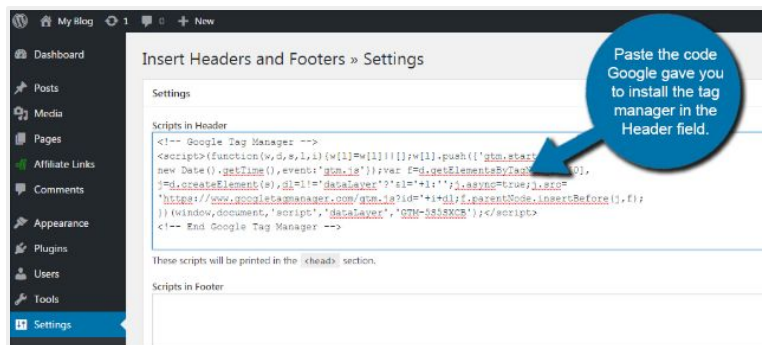 My Blog 1 0 + New
Dashboard
Posts
Media
Pages
Affiliate Links
Comments
Appearance
Plugins
Users
Tools
Settings
Insert Headers and Footers » Settings
Settings
Scripts in Header
<!-- Google Tag Manager -->
<script>(function(w,d,s,l,i){w[l]=w[l]||[];w[l].push({'gtm.start
new Date().getTime(),event:'gtm.js'});var f=d.getElementsByTagN 0],
j=d.createElement(s),dl=l!='dataLayer'?'&l='+l:'';j.async=true;j.src=
'https://www.googletagmanager.com/gtm.js?id='+i+dl;f.parentNode.insertBefore(j,f);
})(window,document,'script','dataLayer',');</script>
<!-- End Google Tag Manager -->
These scripts will be printed in the <head> section.
Scripts in Footer
Paste the code
Google gave you
to install the tag
manager in the
Header field.